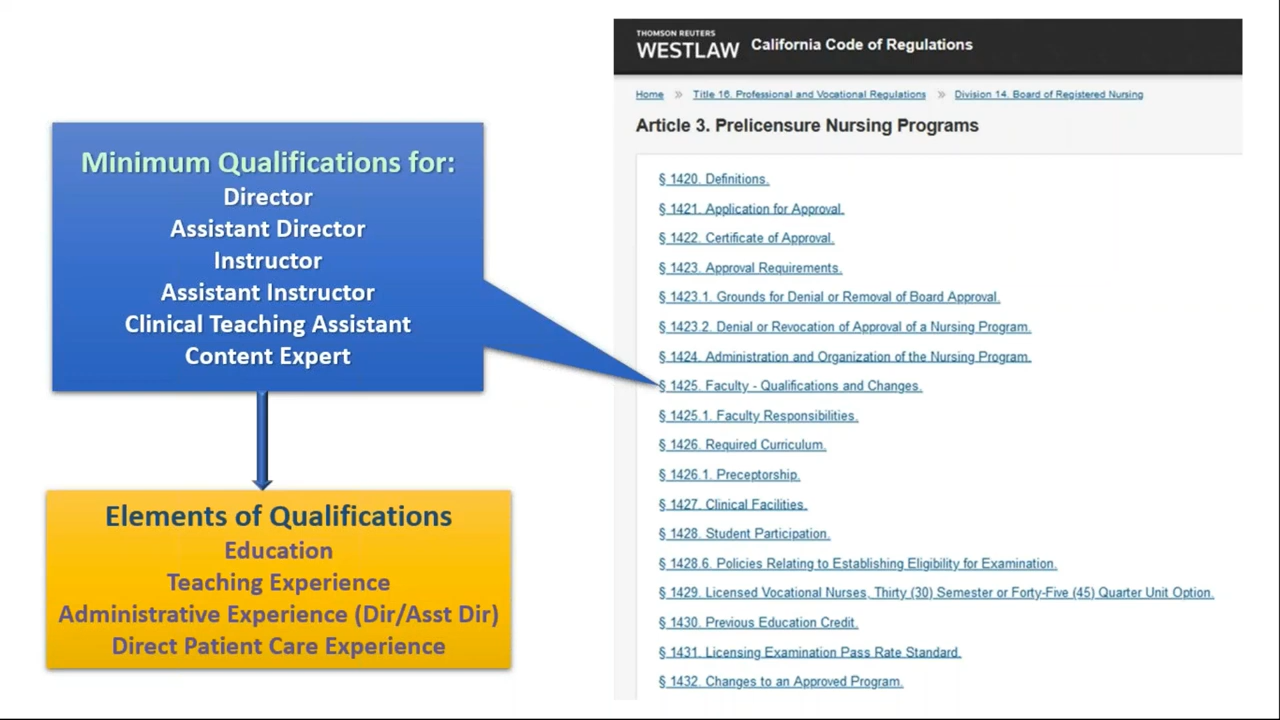 Minimum Qualifications for:
Director
Assistant Director
Instructor
Assistant Instructor
Clinical Teaching Assistant
Content Expert
Elements of Qualifications
Education
Teaching Experience
Administrative Experience (Dir/Asst Dir)
Direct Patient Care Experience
THOMSON REUTERS
WESTLAW California Code of Regulations
Home » Title 16. Professional and Vocational Regulations » Division 14. Board of Registered Nursing
Article 3. Prelicensure Nursing Programs
§ 1420. Definitions.
§ 1421. Application for Approval.
§ 1422. Certificate of Approval.
§ 1423. Approval Requirements.
§ 1423.1. Grounds for Denial or Removal of Board Approval.
§ 1423.2. Denial or Revocation of Approval of a Nursing Program.
§ 1424. Administration and Organization of the Nursing Program.
§ 1425. Faculty - Qualifications and Changes.
§ 1425.1. Faculty Responsibilities.
§ 1426. Required Curriculum.
§ 1426.1. Preceptorship.
§ 1427. Clinical Facilities.
§ 1428. Student Participation.
§ 1428.6. Policies Relating to Establishing Eligibility for Examination.
§ 1429. Licensed Vocational Nurses, Thirty (30) Semester or Forty-Five (45) Quarter Unit Option.
§ 1430. Previous Education Credit.
§ 1431. Licensing Examination Pass Rate Standard.
§ 1432. Changes to an Approved Program.